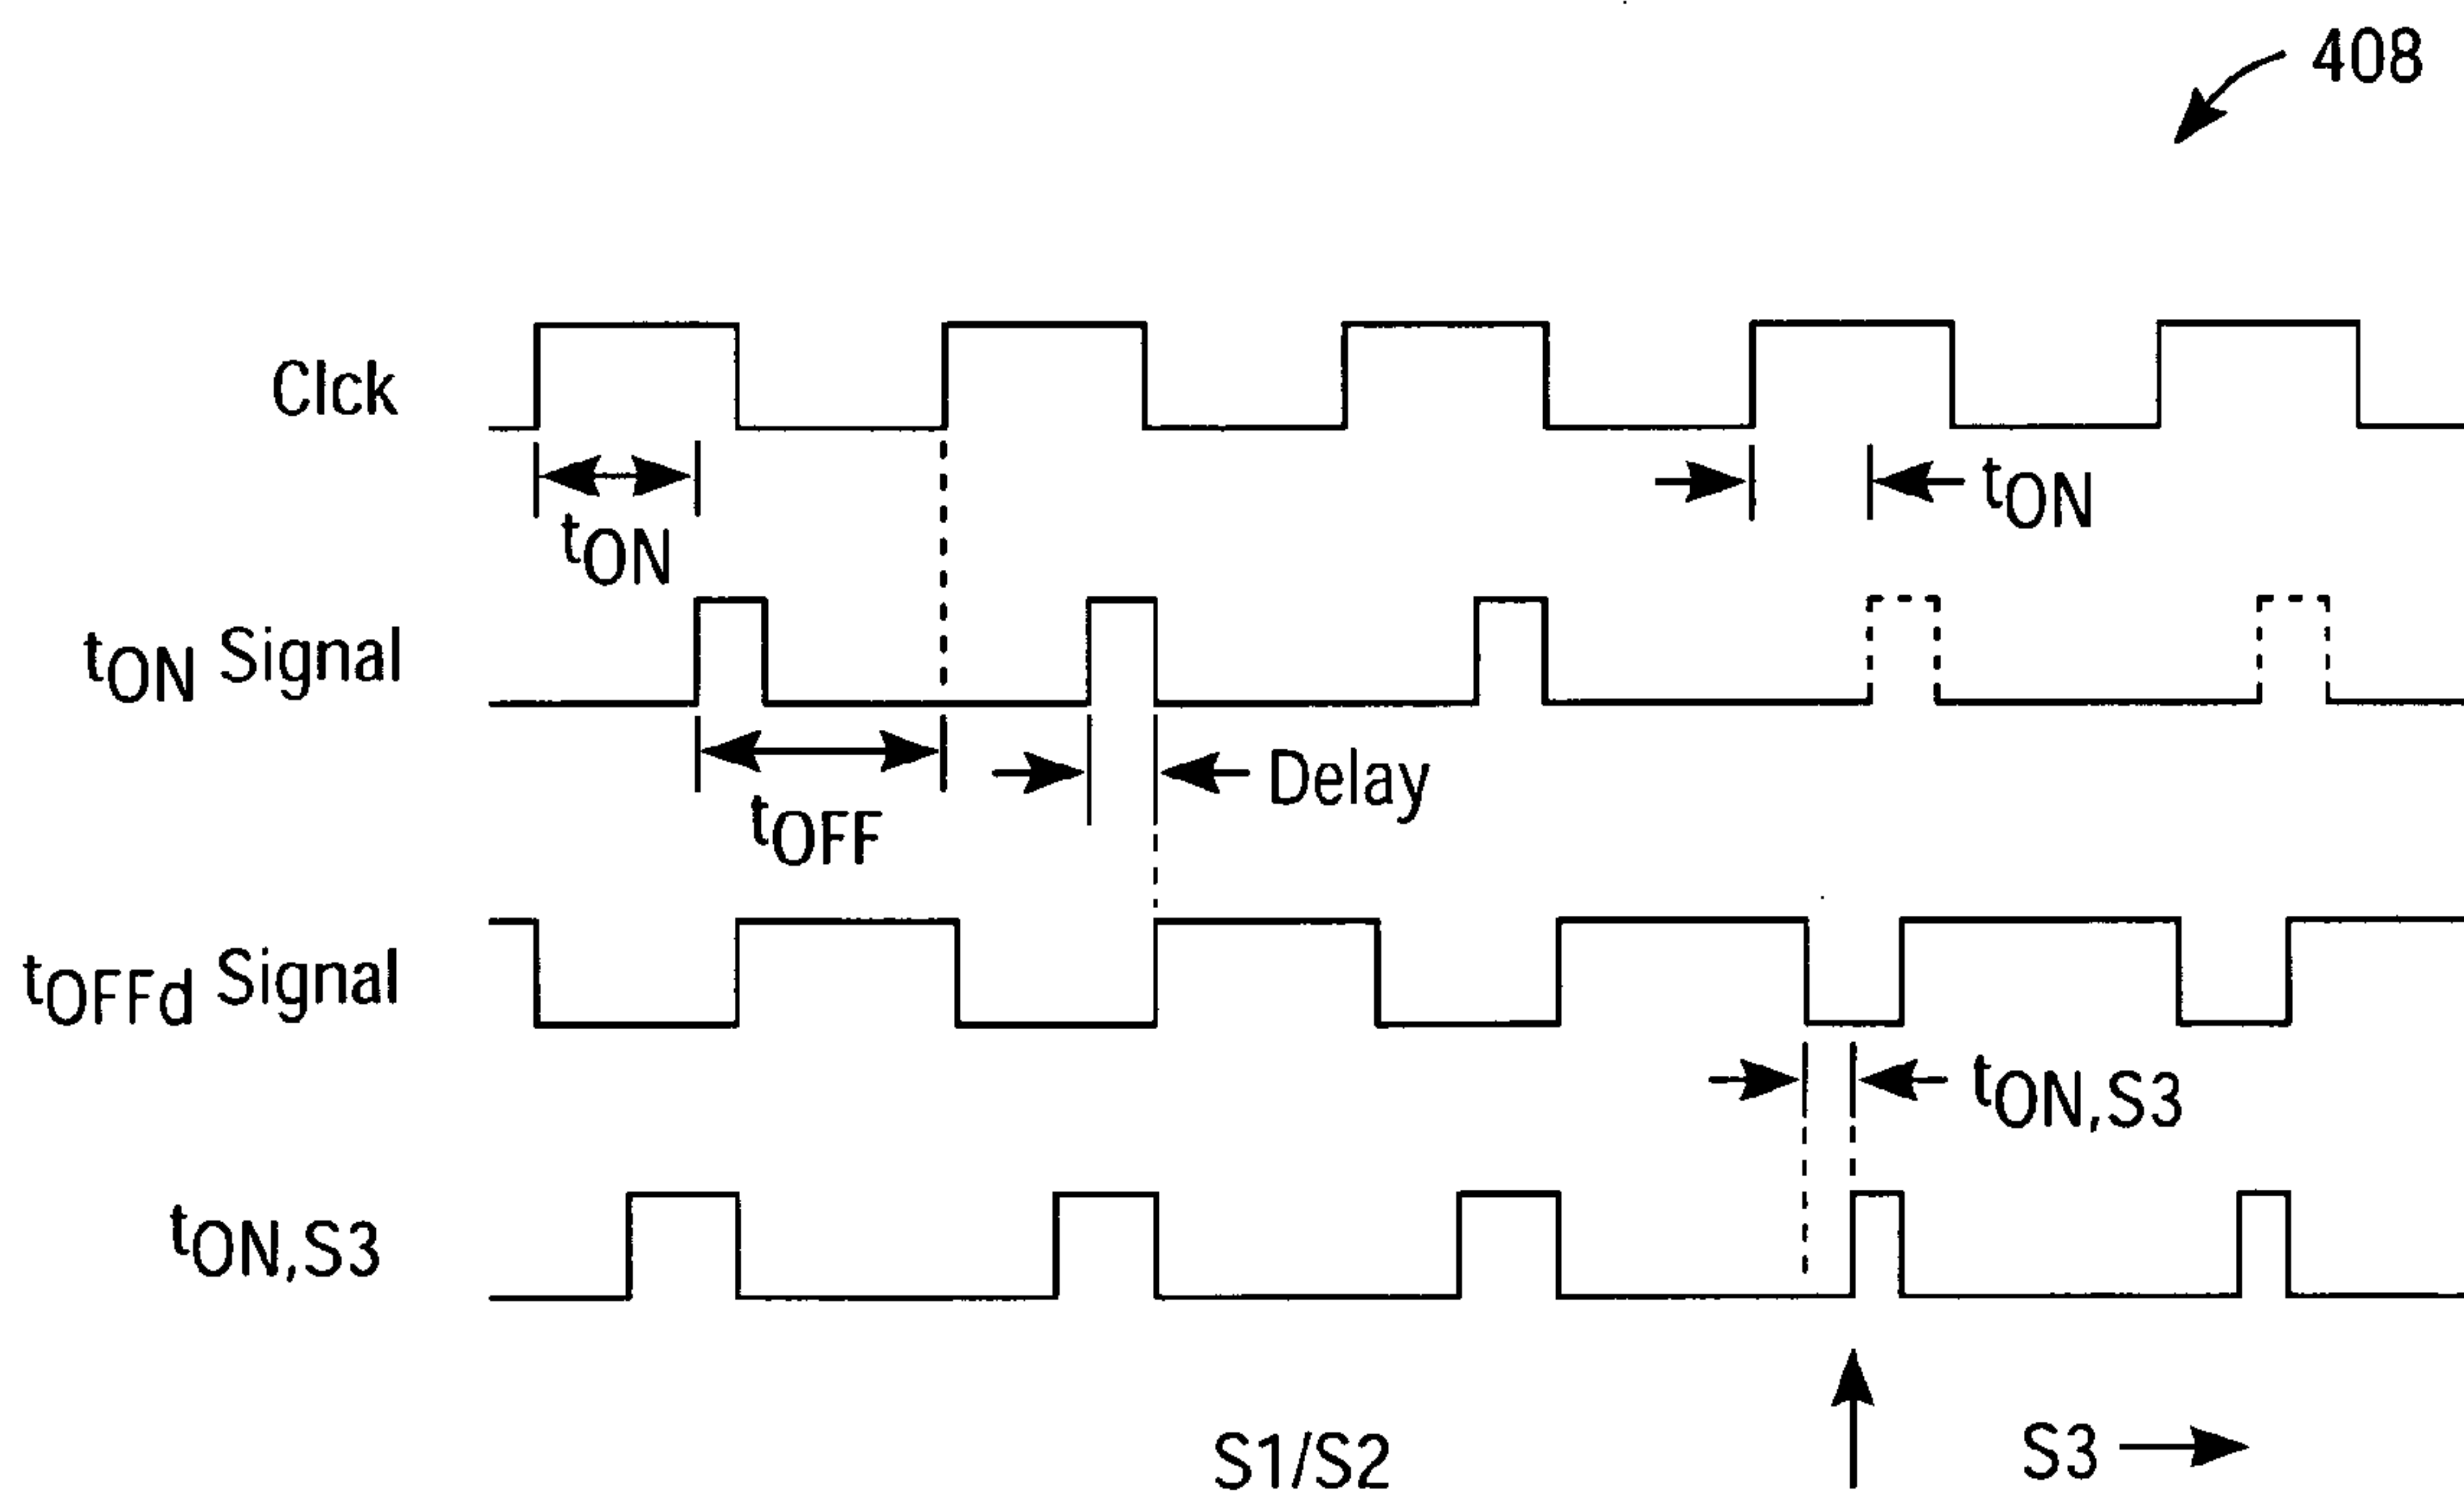 408
Clck
tON
tON
tON Signal
tOFF
Delay
tOFFd Signal
tON,S3
tON,S3
S1/S2
S3